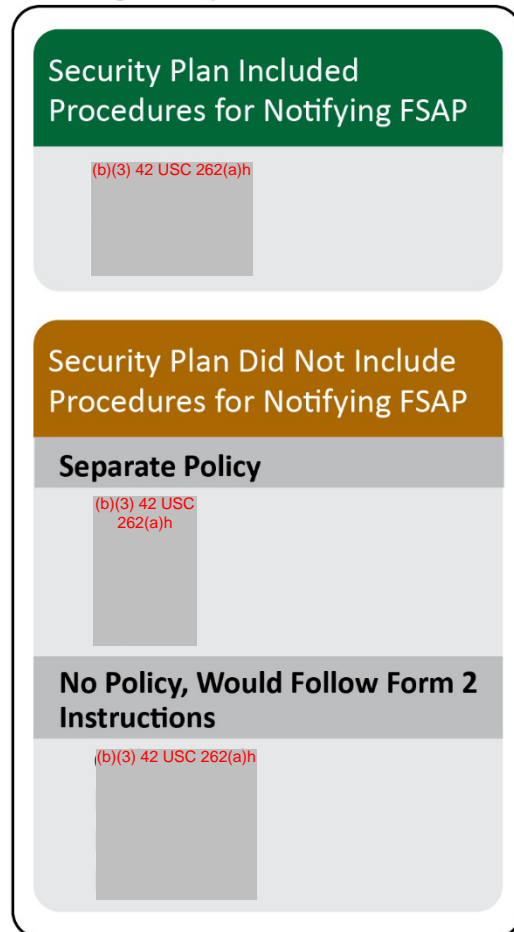 Security Plan Included
Procedures for Notifying FSAP
(b)(3) 42 USC 262(a)h
Security Plan Did Not Include
Procedures for Notifying FSAP
Separate Policy
(b)(3) 42 USC
262(a)h
No Policy, Would Follow Form 2
Instructions
(b)(3) 42 USC 262(a)h